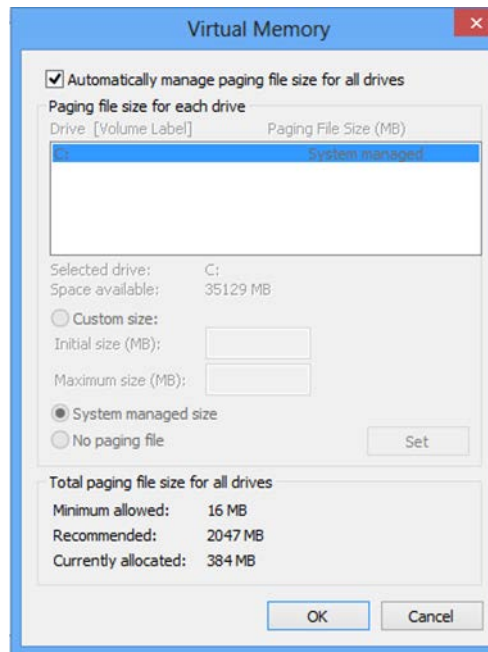 Virtual Memory
Automatically manage paging file size for all drives
Paging file size for each drive
Drive [Volume Label] Paging File Size (MB)
C: System managed
Selected drive: C:
Space available: 35129 MB
Custom size:
Initial size (MB):
Maximum size (MB):
System managed size
No paging file Set
Total paging file size for all drives
Minimum allowed: 16 MB
Recommended: 2047 MB
Currently allocated: 384 MB
OK Cancel